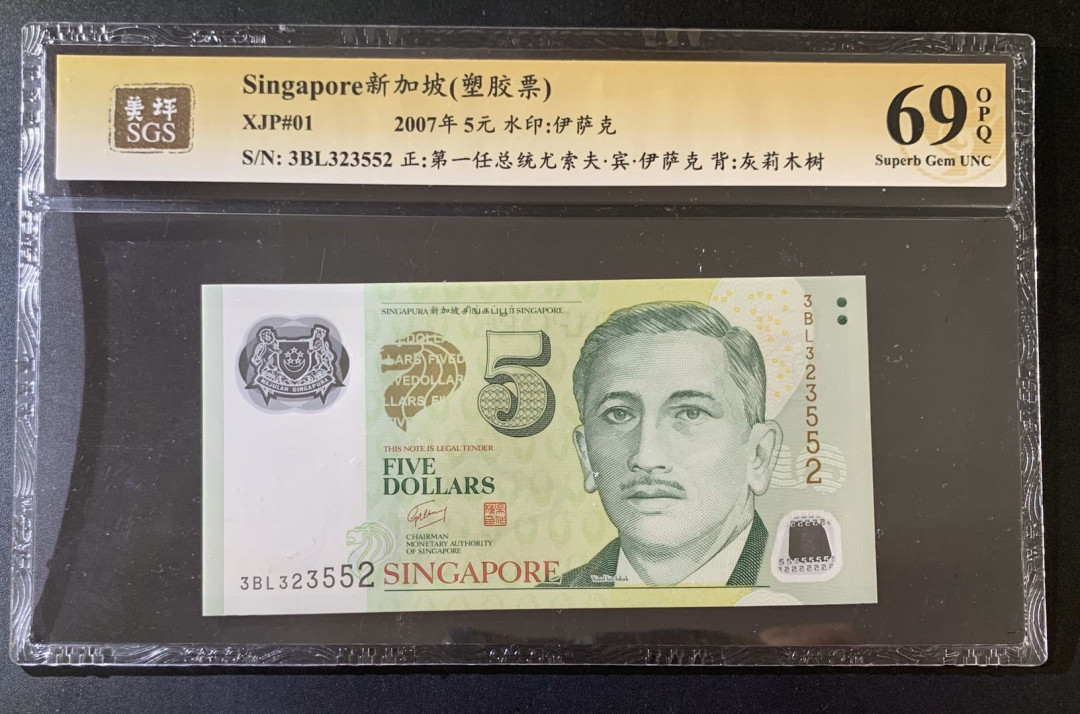 美坪
SGS
Singapore新加坡(塑胶票)
XJP#01 2007年 5元 水印:伊萨克
S/N: 3BL323552 正:第一任总统尤索夫·宾·伊萨克 背:灰莉木树
69
OPQ
Superb Gem UNC
SINGAPURA 新加坡 சிங்கப்பூர் SINGAPORE
MAJULAH SINGAPURA
5
3BL323552
THIS NOTE IS LEGAL TENDER
FIVE
DOLLARS
CHAIRMAN
MONETARY AUTHORITY
OF SINGAPORE
3BL323552
SINGAPORE